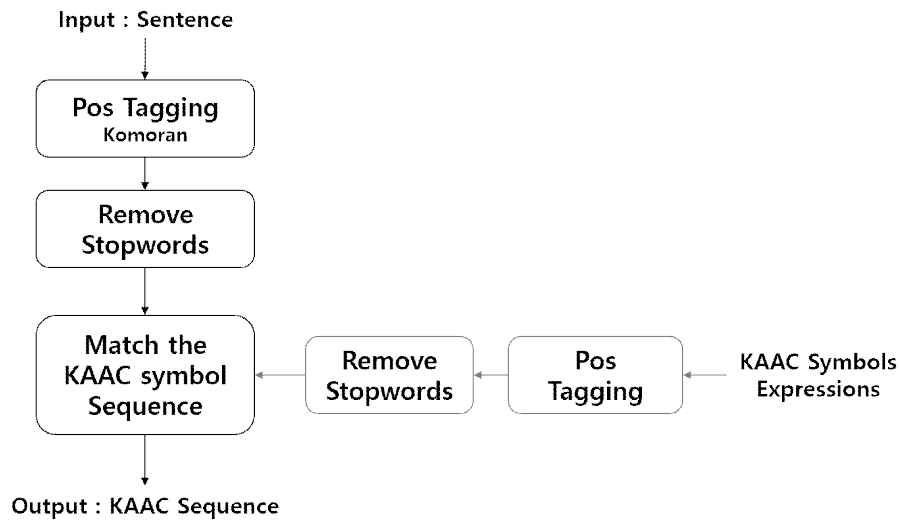 Input : Sentence
Pos Tagging
Komoran
Remove
Stopwords
Match the
KAAC symbol
Sequence
Remove
Stopwords
Pos
Tagging
KAAC Symbols
Expressions
Output : KAAC Sequence